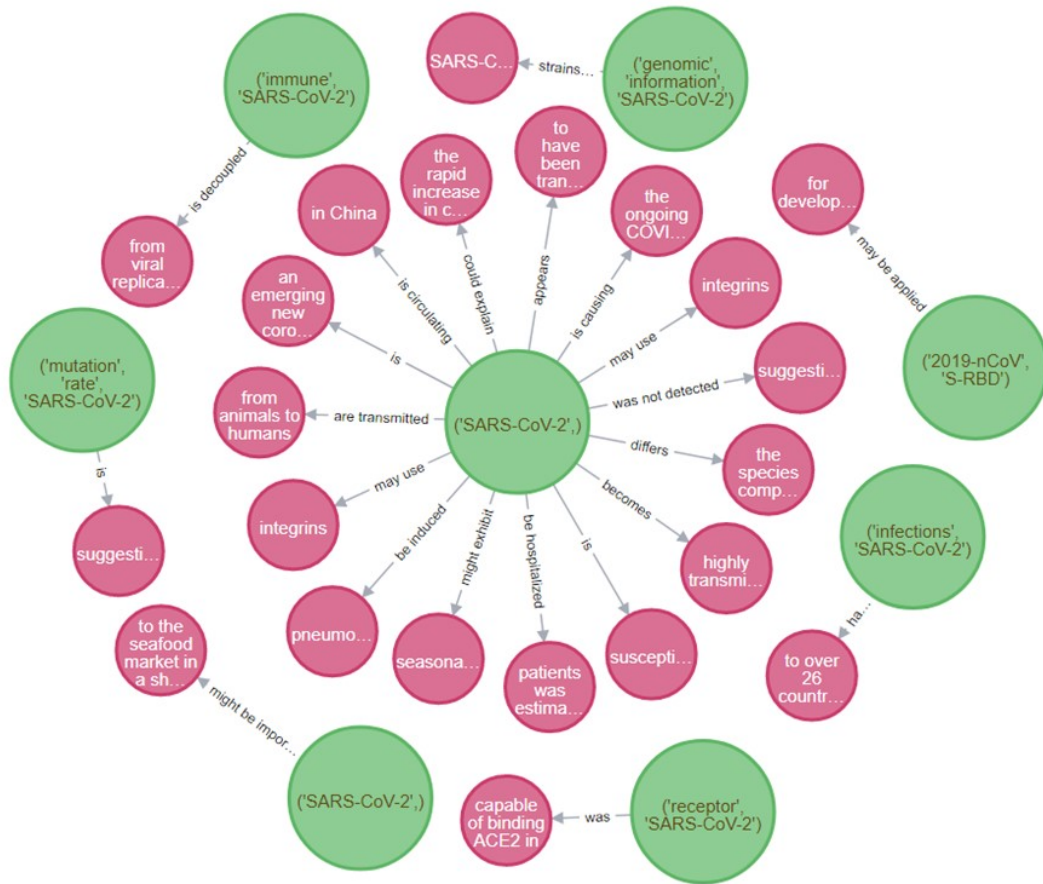 ('immune',
'SARS-CoV-2')
SARS-C...
strains...
('genomic',
'information',
'SARS-CoV-2')
is decoupled
from
viral
replica...
in China
the
rapid
increase
in c...
to
have
been
tran...
the
ongoing
COVI...
for
develop...
may be applied
('2019-nCoV',
'S-RBD')
an
emerging
new
coro...
is circulating
could explain
appears
is causing
integrins
may use
is
suggesti...
was not detected
('mutation',
'rate',
'SARS-CoV-2')
is
suggesti...
from
animals to
humans
are transmitted
('SARS-CoV-2',)
differs
the
species
comp...
integrins
may use
becomes
highly
transmi...
('infections',
'SARS-CoV-2')
ha...
to over
26
countr...
be induced
pneumo...
might exhibit
seasona...
be hospitalized
patients
was
estima...
is
suscepti...
to the
seafood
market in
a sh...
might be impor...
('SARS-CoV-2',)
capable
of binding
ACE2 in
was
('receptor',
'SARS-CoV-2')